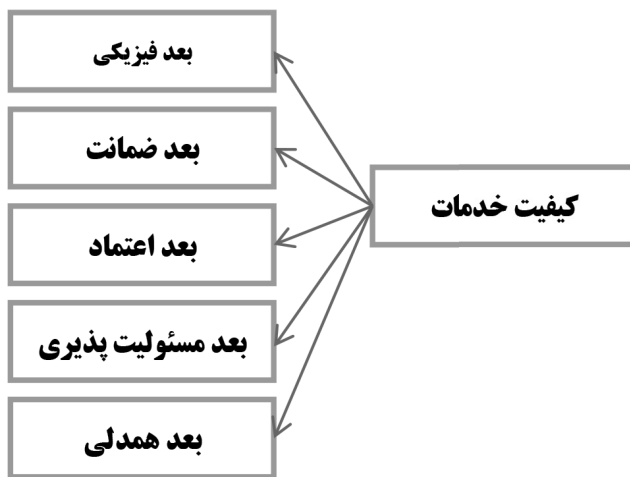 کیفیت خدمات
بعد فیزیکی
بعد ضمانت
بعد اعتماد
بعد مسئولیت پذیری
بعد همدلی